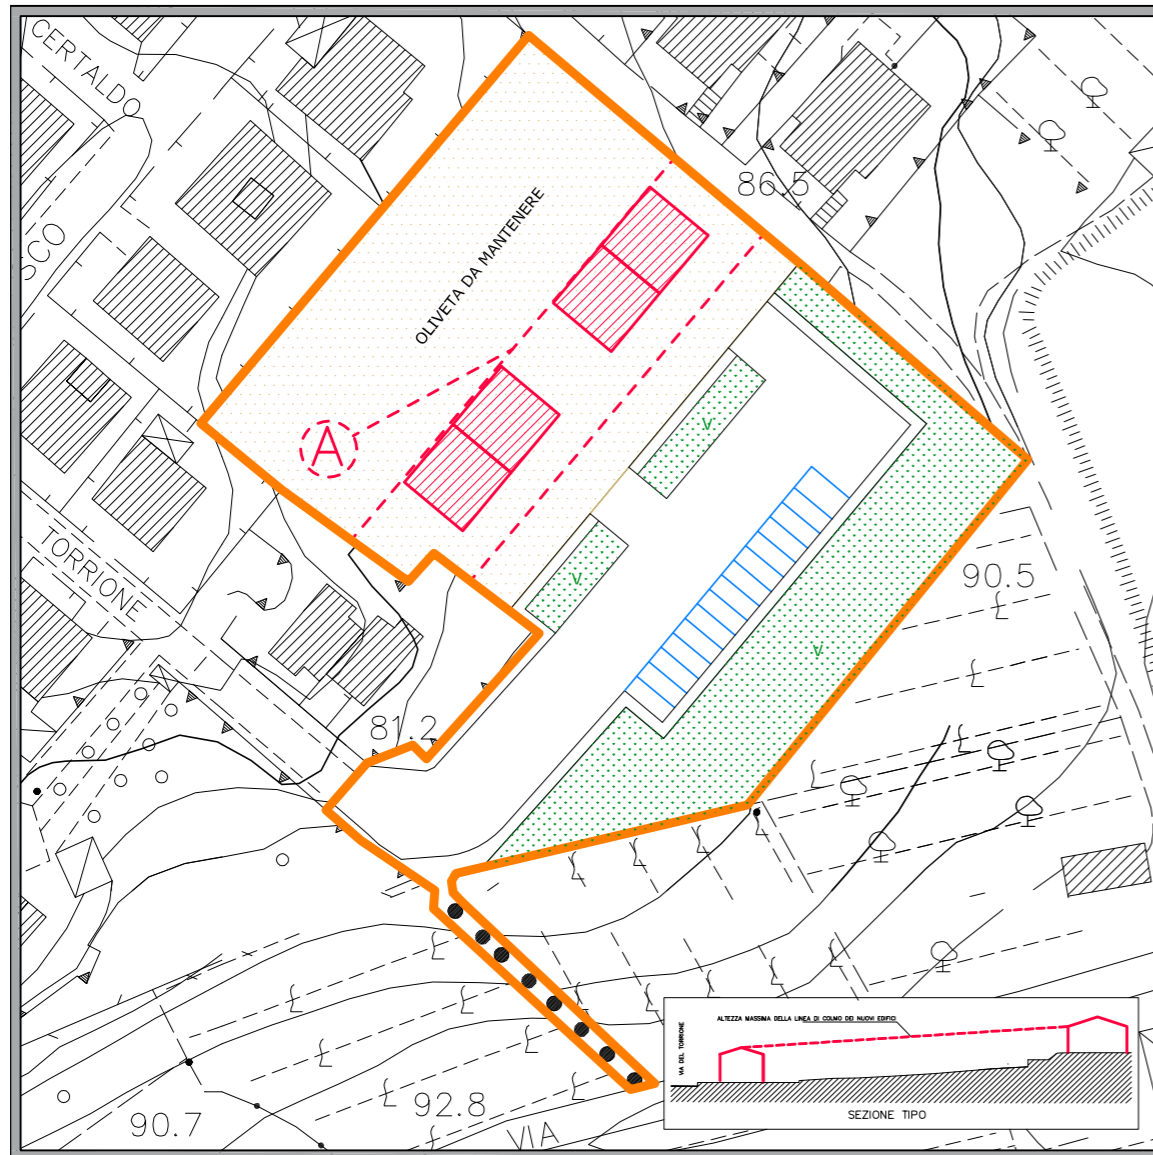 CERTALDO
SCO
86.5
OLIVETA DA MANTENERE
A
V
V
V
TORRIONE
90.5
81.2
90.7
92.8
VIA
ALTEZZA MASSIMA DELLA LINEA DI COLMO DEI NUOVI EDIFICI
VIA DEL TORRIONE
SEZIONE TIPO